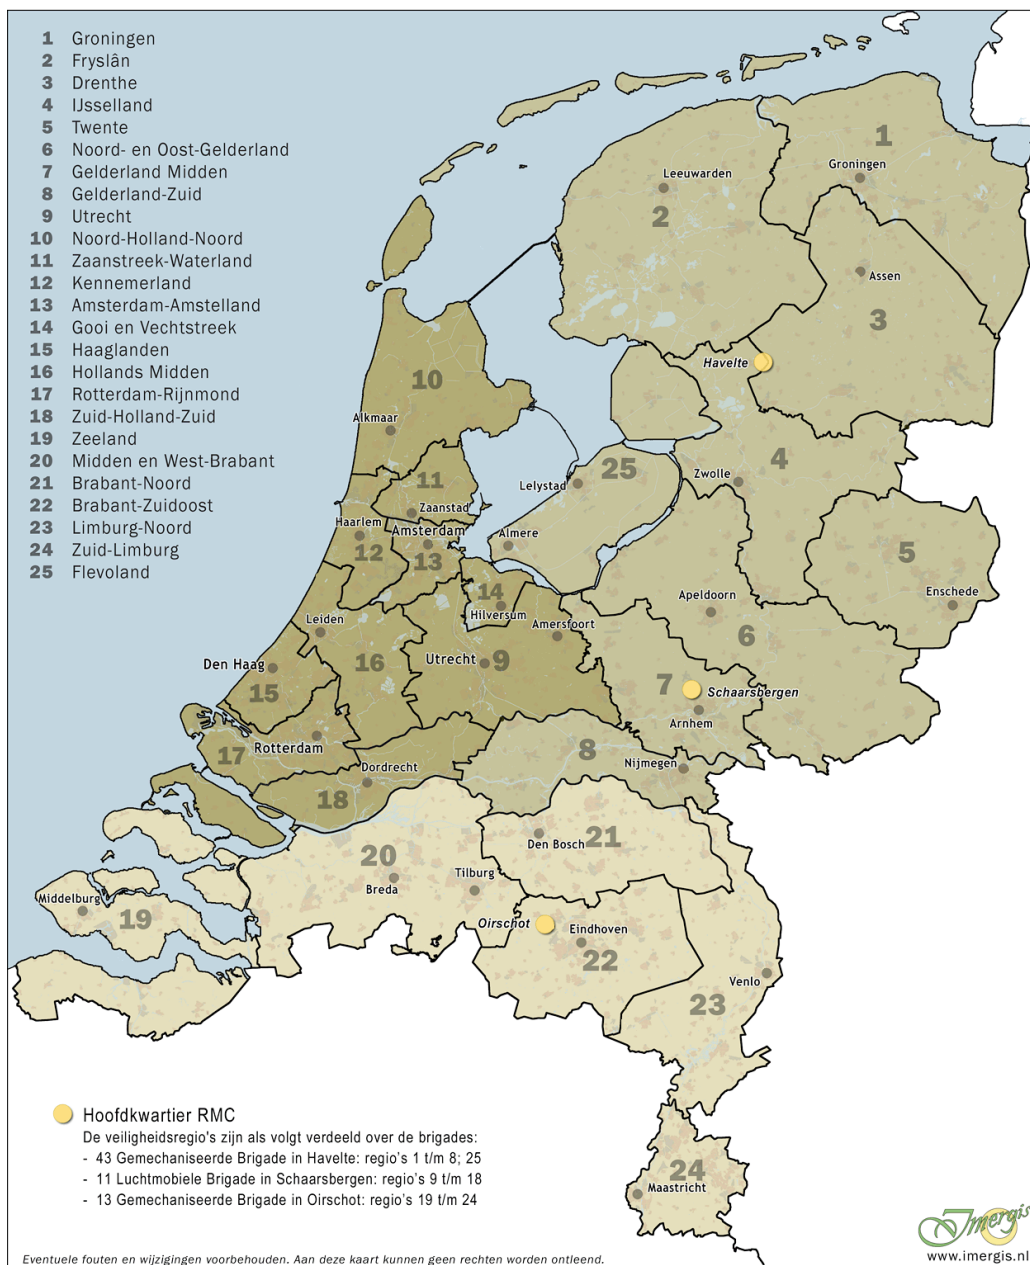 1 Groningen
2 Fryslân
3 Drenthe
4 IJsselland
5 Twente
6 Noord- en Oost-Gelderland
7 Gelderland Midden
8 Gelderland-Zuid
9 Utrecht
10 Noord-Holland-Noord
11 Zaanstreek-Waterland
12 Kennemerland
13 Amsterdam-Amstelland
14 Gooi en Vechtstreek
15 Haaglanden
16 Hollands Midden
17 Rotterdam-Rijnmond
18 Zuid-Holland-Zuid
19 Zeeland
20 Midden en West-Brabant
21 Brabant-Noord
22 Brabant-Zuidoost
23 Limburg-Noord
24 Zuid-Limburg
25 Flevoland
1
Groningen
Leeuwarden
2
Assen
3
Havelte
10
Alkmaar
4
25
Zwolle
11
Lelystad
Zaanstad
Haarlem
Amsterdam
Almere
12
13
5
14
Enschede
Apeldoorn
Hilversum
Leiden
Amersfoort
6
Den Haag
16
Utrecht
9
15
7
Schaarsbergen
Arnhem
Rotterdam
17
8
Nijmegen
Dordrecht
18
21
Den Bosch
20
Tilburg
Breda
Middelburg
19
Oirschot
Eindhoven
22
Venlo
23
24
Maastricht
Hoofdkwartier RMC
De veiligheidsregio's zijn als volgt verdeeld over de brigades:
- 43 Gemechaniseerde Brigade in Havelte: regio's 1 t/m 8; 25
- 11 Luchtmobiele Brigade in Schaarsbergen: regio's 9 t/m 18
- 13 Gemechaniseerde Brigade in Oirschot: regio's 19 t/m 24
Imergis
www.imergis.nl
Eventuele fouten en wijzigingen voorbehouden. Aan deze kaart kunnen geen rechten worden ontleend.